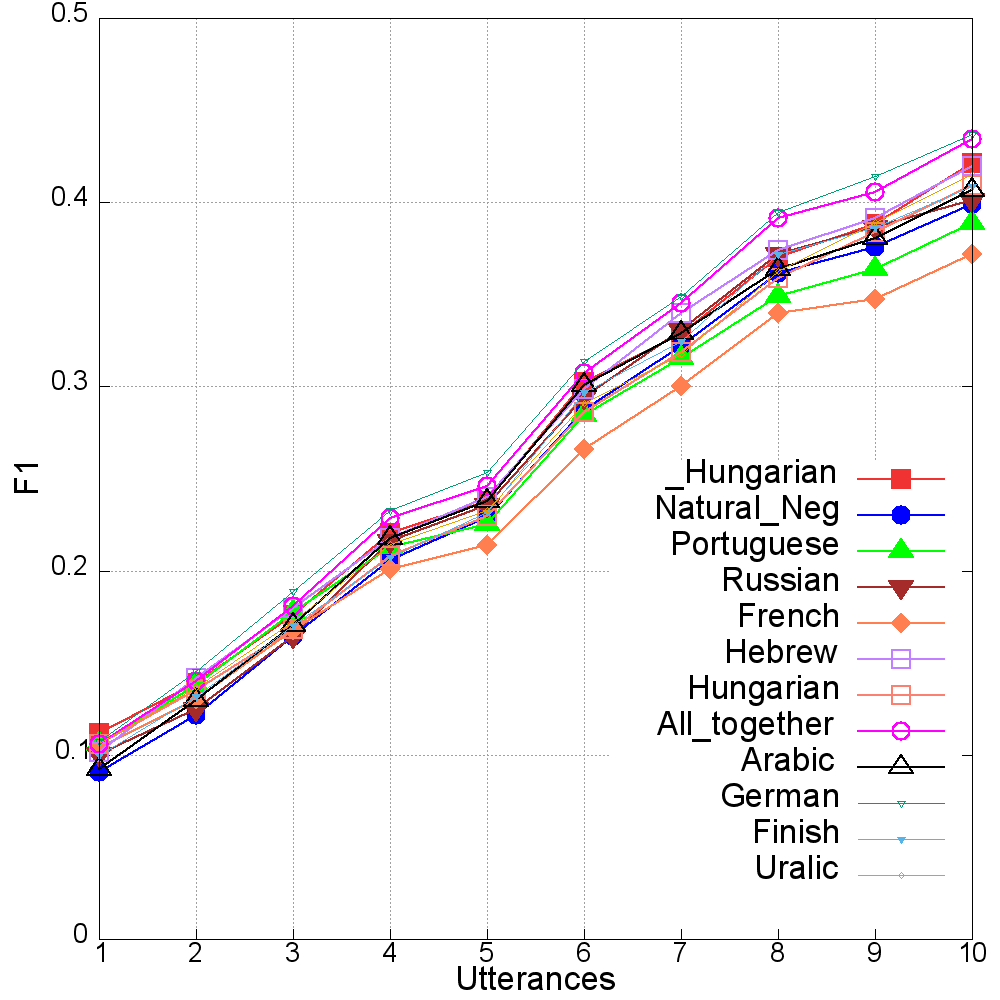 0.5
0.4
0.3
0.2
0.1
0
F1
_Hungarian
Natural_Neg
Portuguese
Russian
French
Hebrew
Hungarian
All_together
Arabic
German
Finish
Uralic
1 2 3 4 5 6 7 8 9 10
Utterances